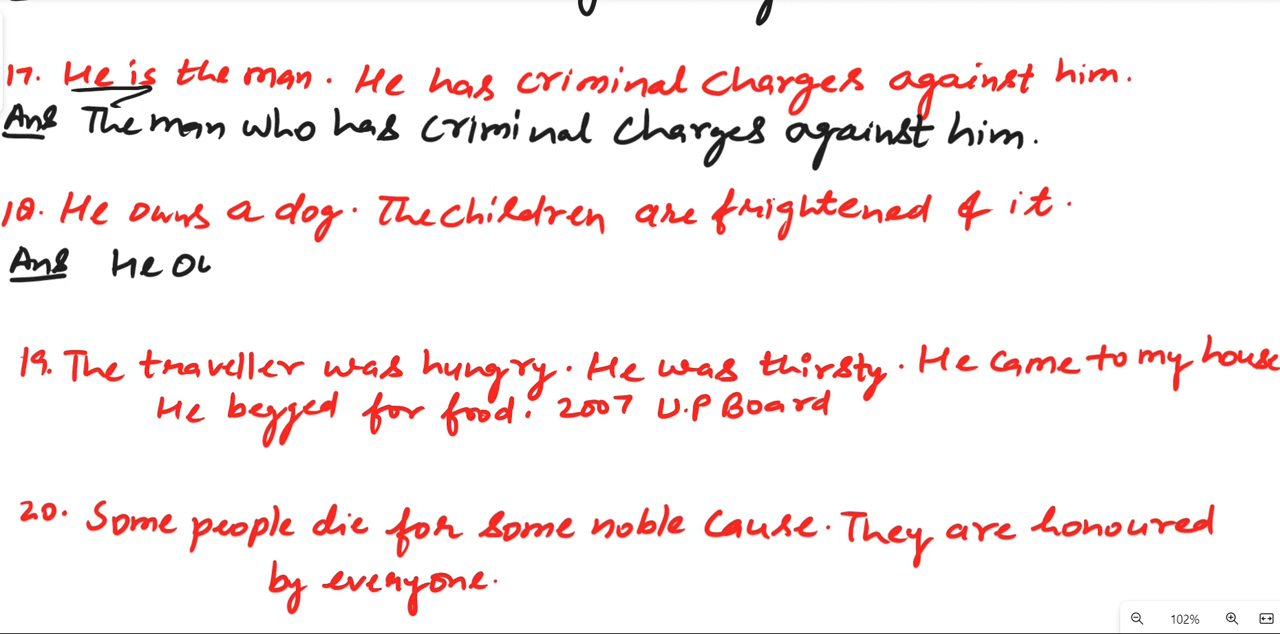 17. He is the man. He has criminal charges against him.
Ans The man who has criminal charges against him.
18. He owns a dog. The children are frightened of it.
Ans He ow
19. The traveller was hungry. He was thirsty. He came to my house
He begged for food. 2007 U.P Board
20. Some people die for some noble cause. They are honoured
by everyone.
102%